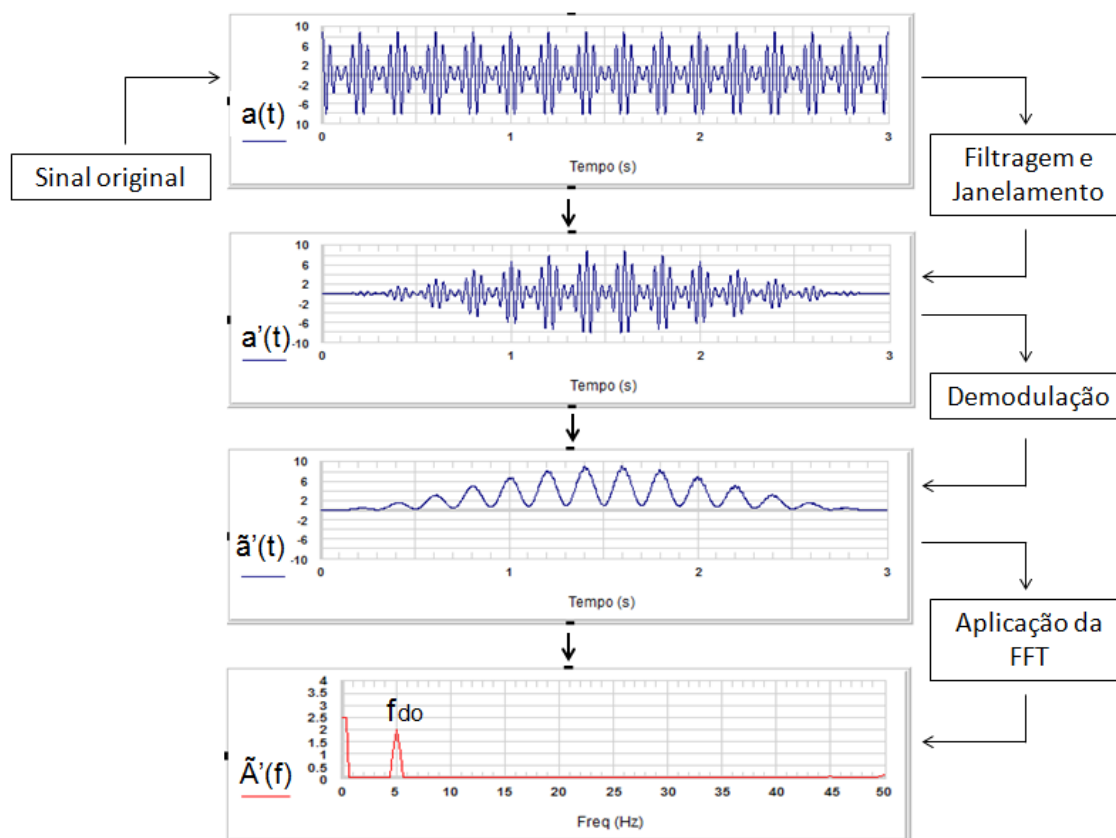 10
6
2
-2
-6
10
a(t)
0 1 2 3
Tempo (s)
Sinal original
Filtragem e
Janelamento
10
6
2
-2
-6
-10
a’(t)
0 1 2 3
Tempo (s)
Demodulação
10
6
2
-2
-6
-10
ã’(t)
0 1 2 3
Tempo (s)
Aplicação da
FFT
4
3.5
3
2.5
2
1.5
1
0.5
0
fdo
Ã’(f)
0 5 10 15 20 25 30 35 40 45 50
Freq (Hz)